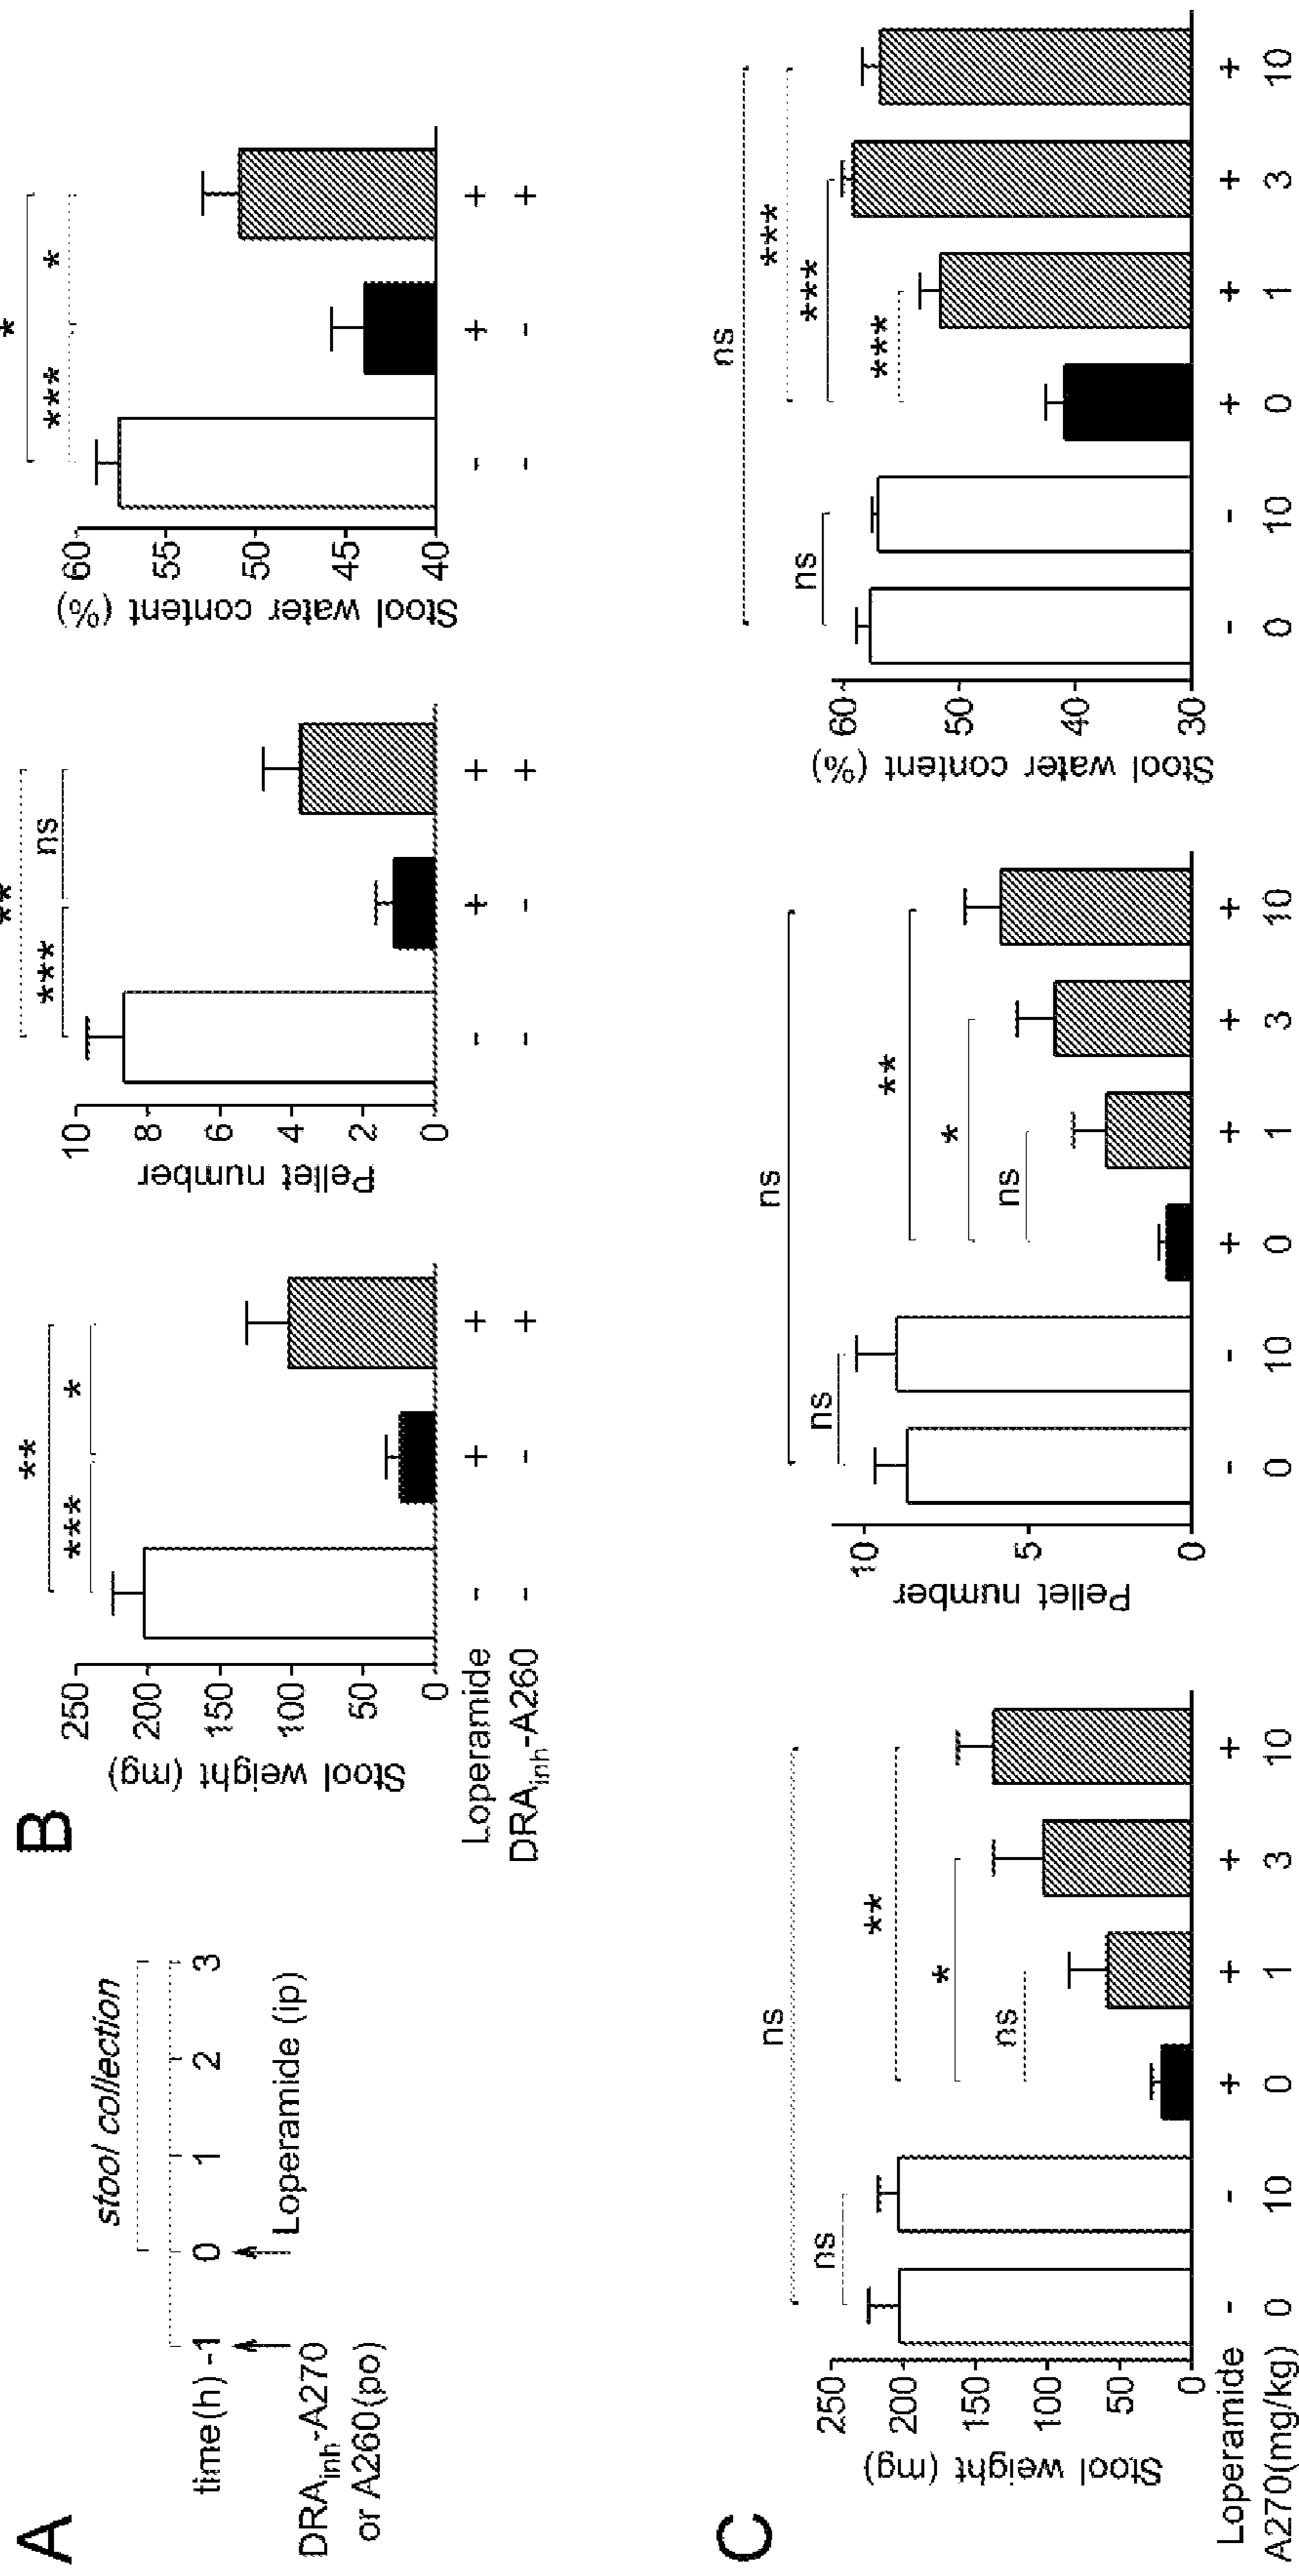 A
stool collection
time(h) -1 0 1 2 3
DRAinh-A270
or A260(po)
Loperamide (ip)
B
Stool weight (mg)
250
200
150
100
50
0
**
***
*
Loperamide - + +
DRAinh-A260 - - +
Pellet number
10
8
6
4
2
0
**
***
ns
- + +
- - +
Stool water content (%)
60
55
50
45
40
*
***
*
- + +
- - +
C
Stool weight (mg)
250
200
150
100
50
0
ns
ns
**
*
ns
Loperamide - - + + + +
A270(mg/kg) 0 10 0 1 3 10
Pellet number
10
5
0
ns
ns
**
*
ns
- - + + + +
0 10 0 1 3 10
Stool water content (%)
60
50
40
30
ns
ns
***
***
***
- - + + + +
0 10 0 1 3 10